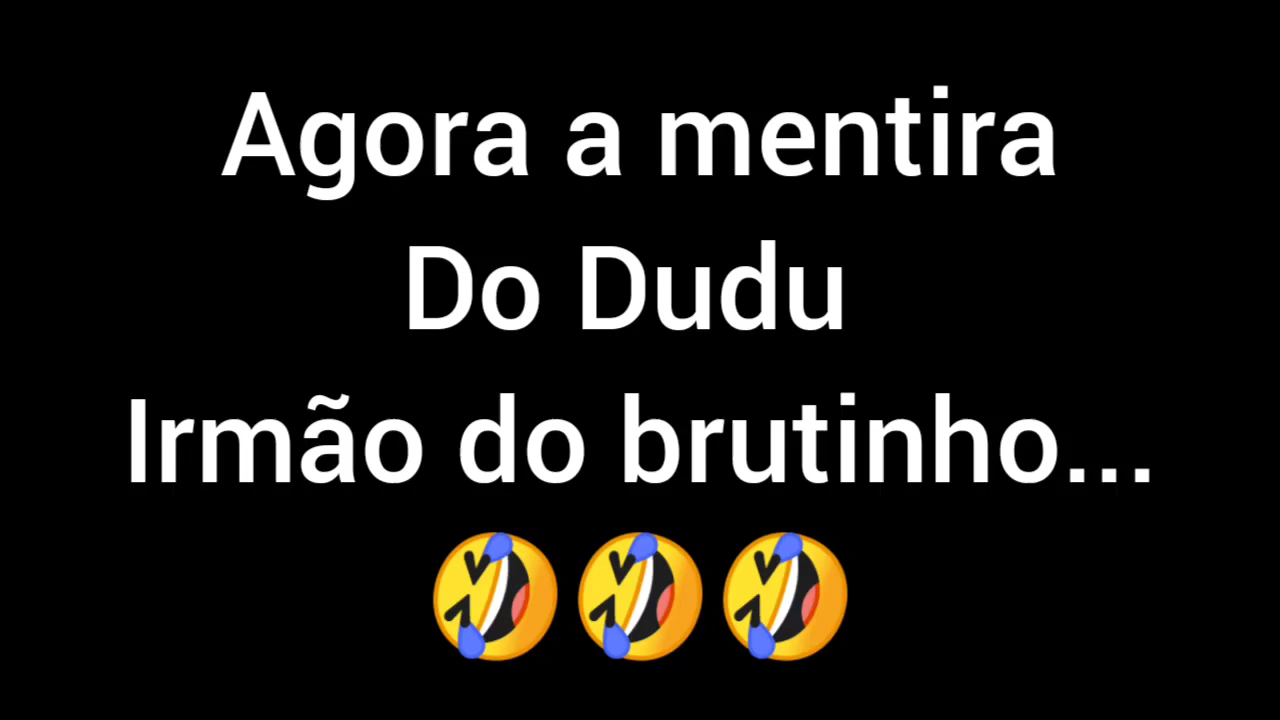 Agora a mentira
Do Dudu
Irmão do brutinho...
🤣🤣🤣